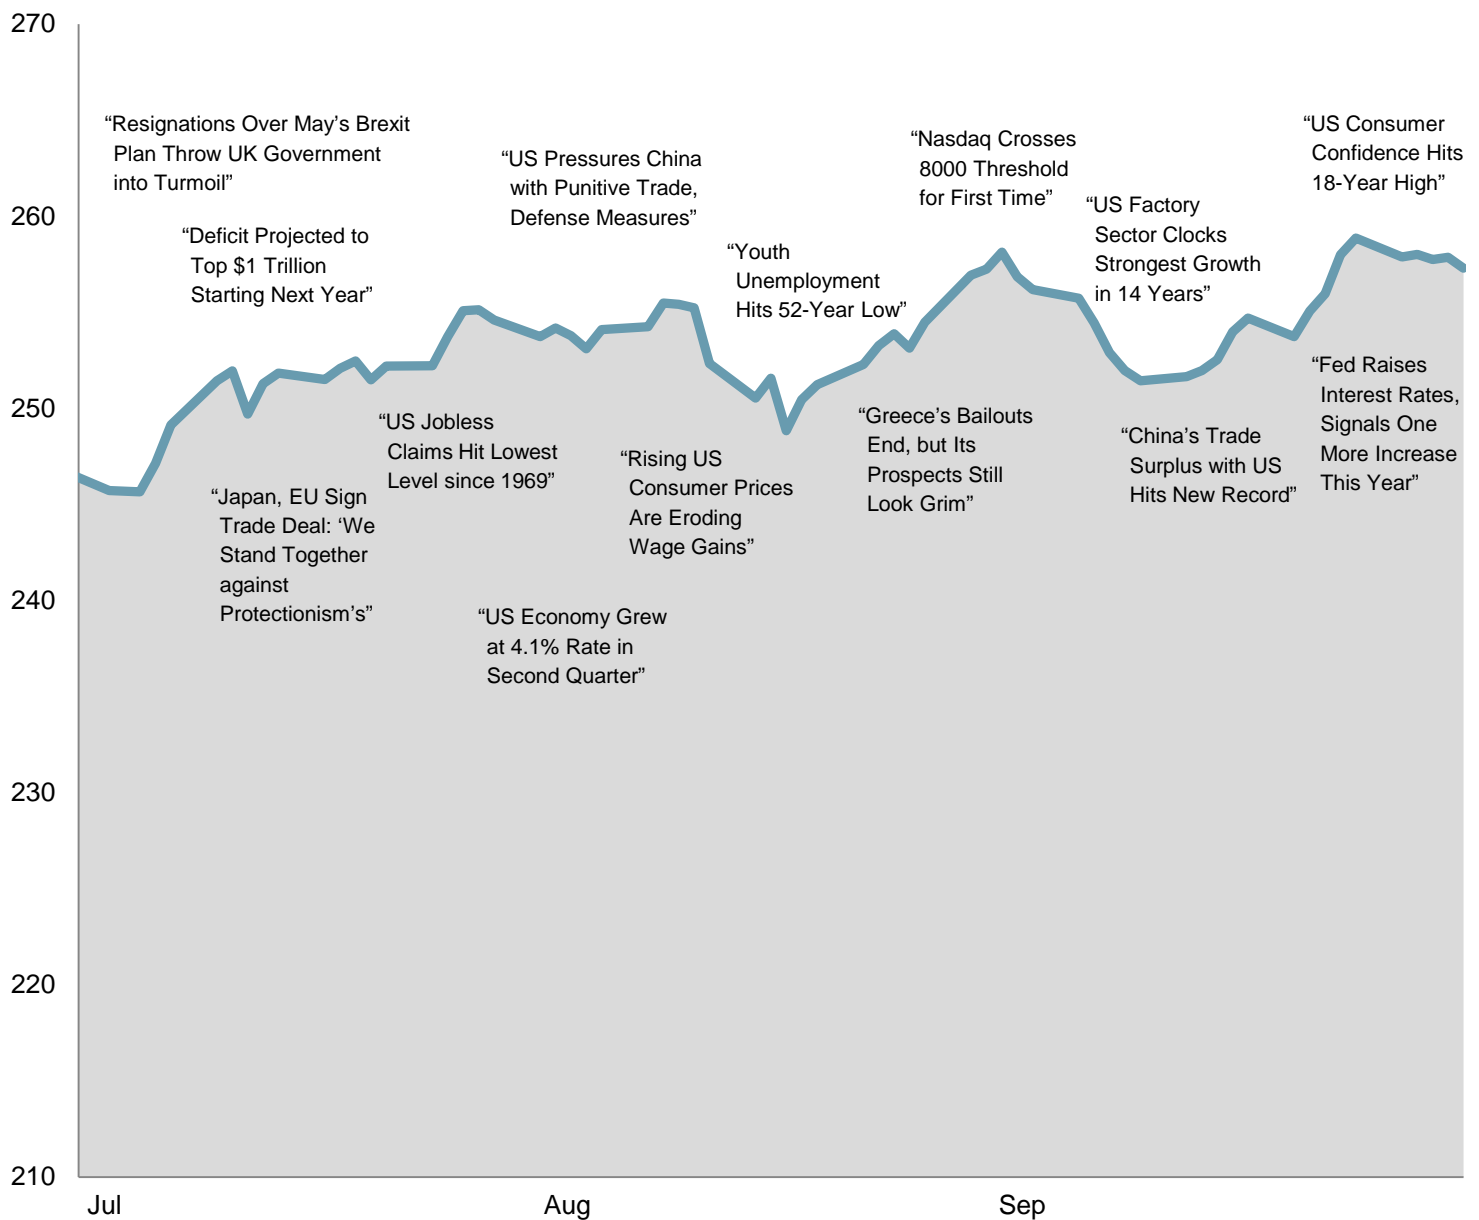 270
260
250
240
230
220
210
“Resignations Over May’s Brexit
Plan Throw UK Government
into Turmoil”
“Deficit Projected to
Top $1 Trillion
Starting Next Year”
“US Pressures China
with Punitive Trade,
Defense Measures”
“Youth
Unemployment
Hits 52-Year Low”
“Nasdaq Crosses
8000 Threshold
for First Time”
“US Factory
Sector Clocks
Strongest Growth
in 14 Years”
“US Consumer
Confidence Hits
18-Year High”
“Japan, EU Sign
Trade Deal: ‘We
Stand Together
against
Protectionism’s”
“US Jobless
Claims Hit Lowest
Level since 1969”
“US Economy Grew
at 4.1% Rate in
Second Quarter”
“Rising US
Consumer Prices
Are Eroding
Wage Gains”
“Greece’s Bailouts
End, but Its
Prospects Still
Look Grim”
“China’s Trade
Surplus with US
Hits New Record”
“Fed Raises
Interest Rates,
Signals One
More Increase
This Year”
Jul
Aug
Sep